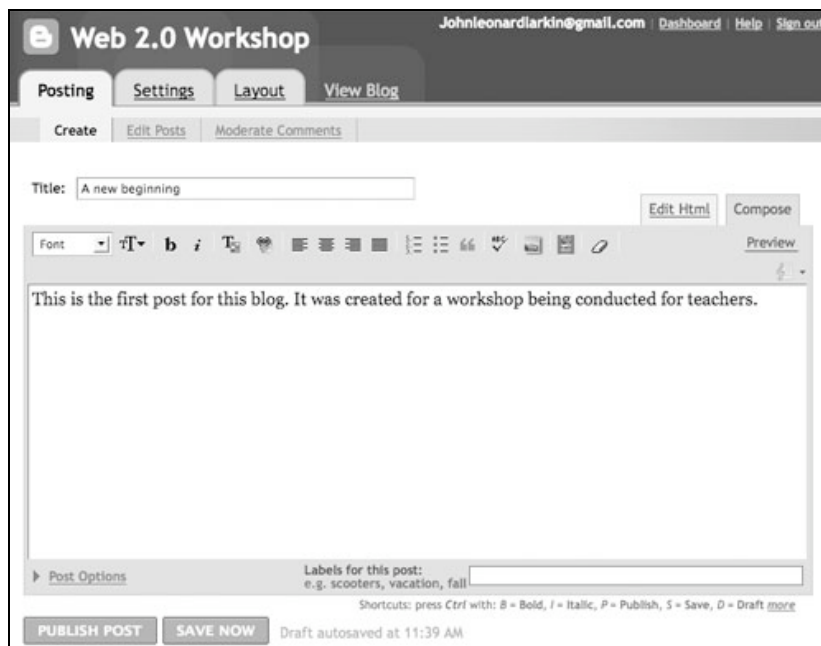 Johnleonardlarkin@gmail.com | Dashboard | Help | Sign out
Web 2.0 Workshop
Posting Settings Layout View Blog
Create Edit Posts Moderate Comments
Title: A new beginning
Edit Html Compose
Font b i ABC Preview
This is the first post for this blog. It was created for a workshop being conducted for teachers.
Post Options
Labels for this post:
e.g. scooters, vacation, fall
Shortcuts: press Ctrl with: B = Bold, I = Italic, P = Publish, S = Save, D = Draft more
PUBLISH POST SAVE NOW Draft autosaved at 11:39 AM